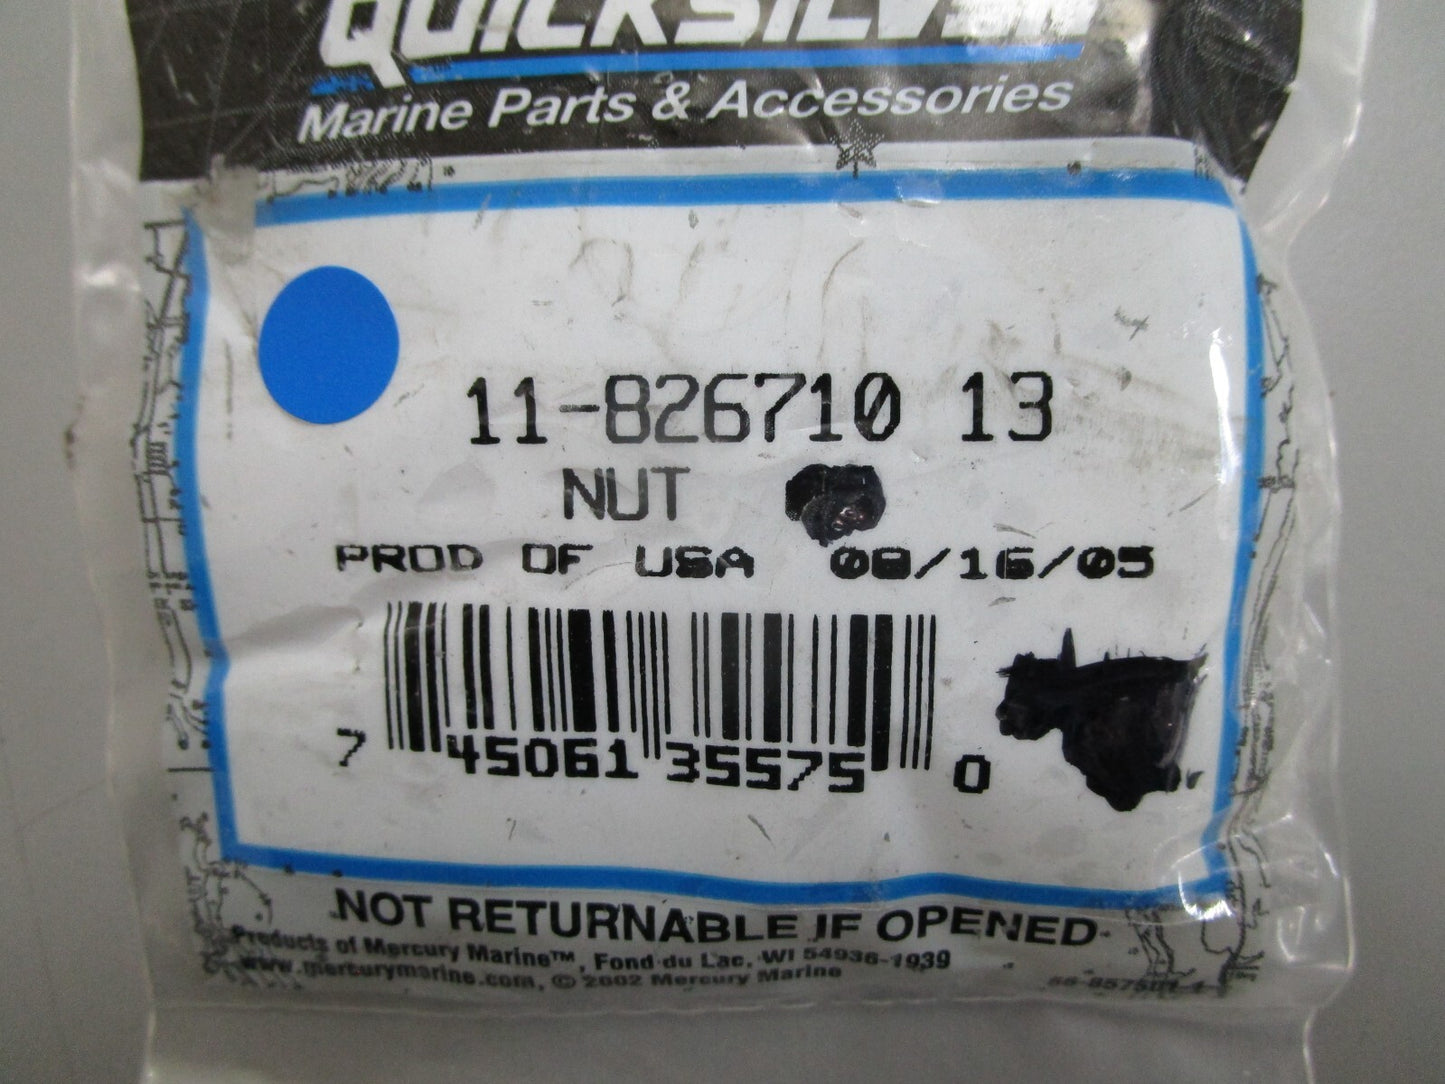 QUICKSILVER
Marine Parts & Accessories
11-826710 13
NUT
PROD OF USA 08/16/05
7 45061 35575 0
NOT RETURNABLE IF OPENED
Products of Mercury Marine™, Fond du Lac, WI 54936-1939
www.mercurymarine.com, © 2002 Mercury Marine